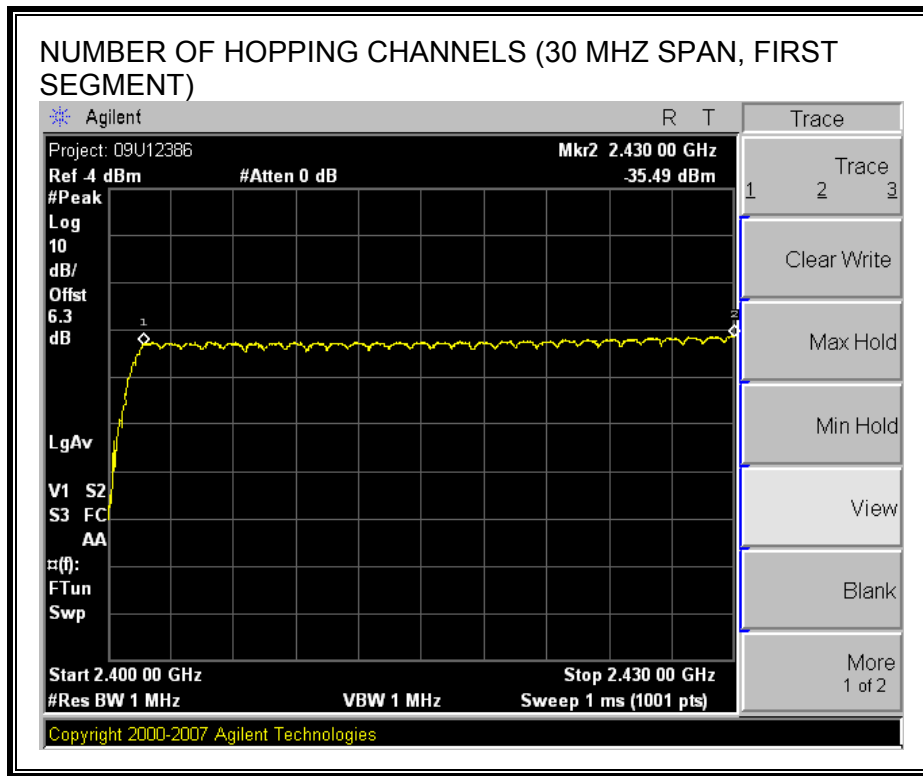 NUMBER OF HOPPING CHANNELS (30 MHZ SPAN, FIRST
SEGMENT)
Agilent R T
Trace
Project: 09U12386 Mkr2 2.430 00 GHz
Ref -4 dBm #Atten 0 dB -35.49 dBm
#Peak
Log
10
dB/
Offset
6.3
dB
LgAv
V1 S2
S3 FC
AA
¤(f):
FTun
Swp
1
2
Start 2.400 00 GHz Stop 2.430 00 GHz
#Res BW 1 MHz VBW 1 MHz Sweep 1 ms (1001 pts)
Copyright 2000-2007 Agilent Technologies
Trace
1 2 3
Clear Write
Max Hold
Min Hold
View
Blank
More
1 of 2